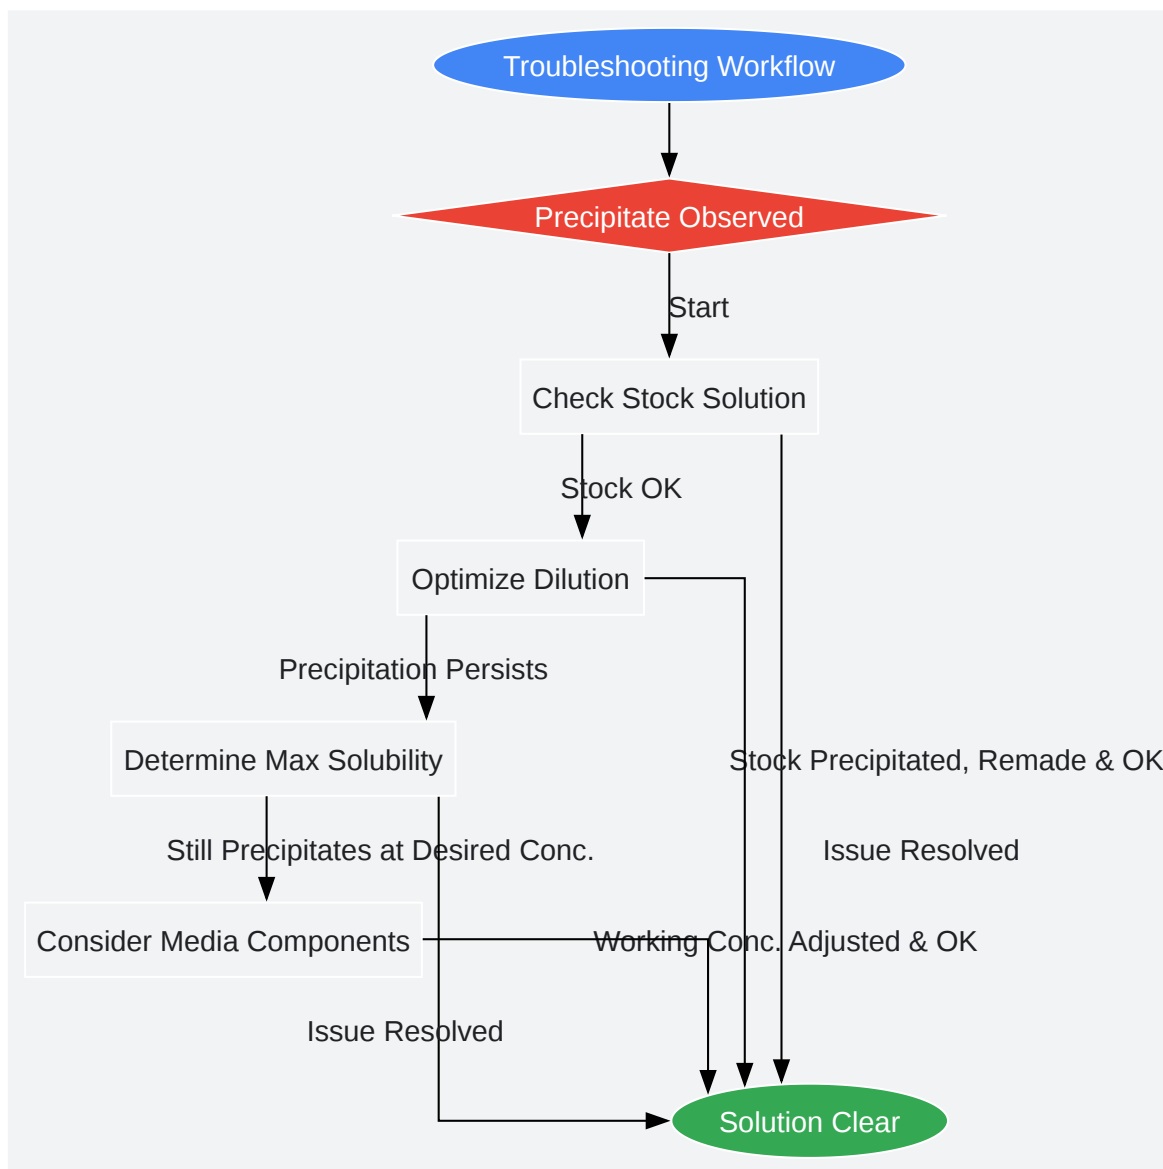 Troubleshooting Workflow
Precipitate Observed
Start
Check Stock Solution
Stock OK
Optimize Dilution
Precipitation Persists
Determine Max Solubility
Stock Precipitated, Remade & OK
Still Precipitates at Desired Conc.
Issue Resolved
Consider Media Components
Working Conc. Adjusted & OK
Issue Resolved
Solution Clear